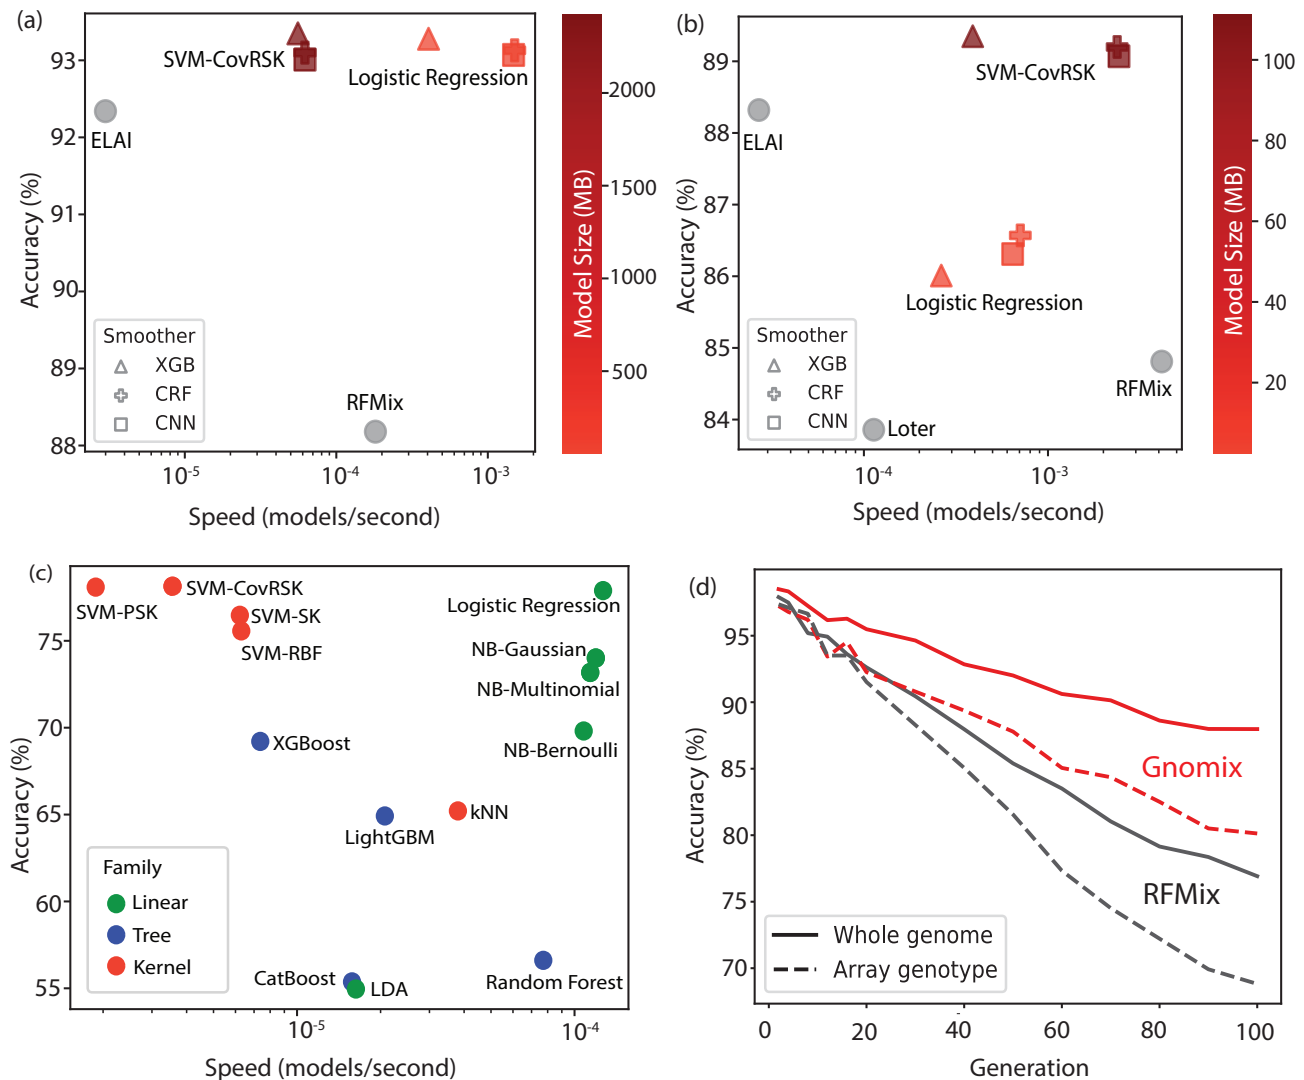 (a)
93
92
91
90
89
88
Accuracy (%)
SVM-CovRSK
Logistic Regression
ELAI
RFMix
Smoother
XGB
CRF
CNN
10-5
10-4
10-3
Speed (models/second)
2000
1500
1000
500
Model Size (MB)
(b)
89
88
87
86
85
84
Accuracy (%)
SVM-CovRSK
ELAI
Logistic Regression
RFMix
Loter
Smoother
XGB
CRF
CNN
10-4
10-3
Speed (models/second)
100
80
60
40
20
Model Size (MB)
(c)
75
70
65
60
55
Accuracy (%)
SVM-PSK
SVM-CovRSK
SVM-SK
SVM-RBF
Logistic Regression
NB-Gaussian
NB-Multinomial
NB-Bernoulli
XGBoost
LightGBM
kNN
CatBoost
LDA
Random Forest
Family
Linear
Tree
Kernel
10-5
10-4
Speed (models/second)
(d)
95
90
85
80
75
70
Accuracy (%)
Gnomix
RFMix
Whole genome
Array genotype
0
20
40
60
80
100
Generation